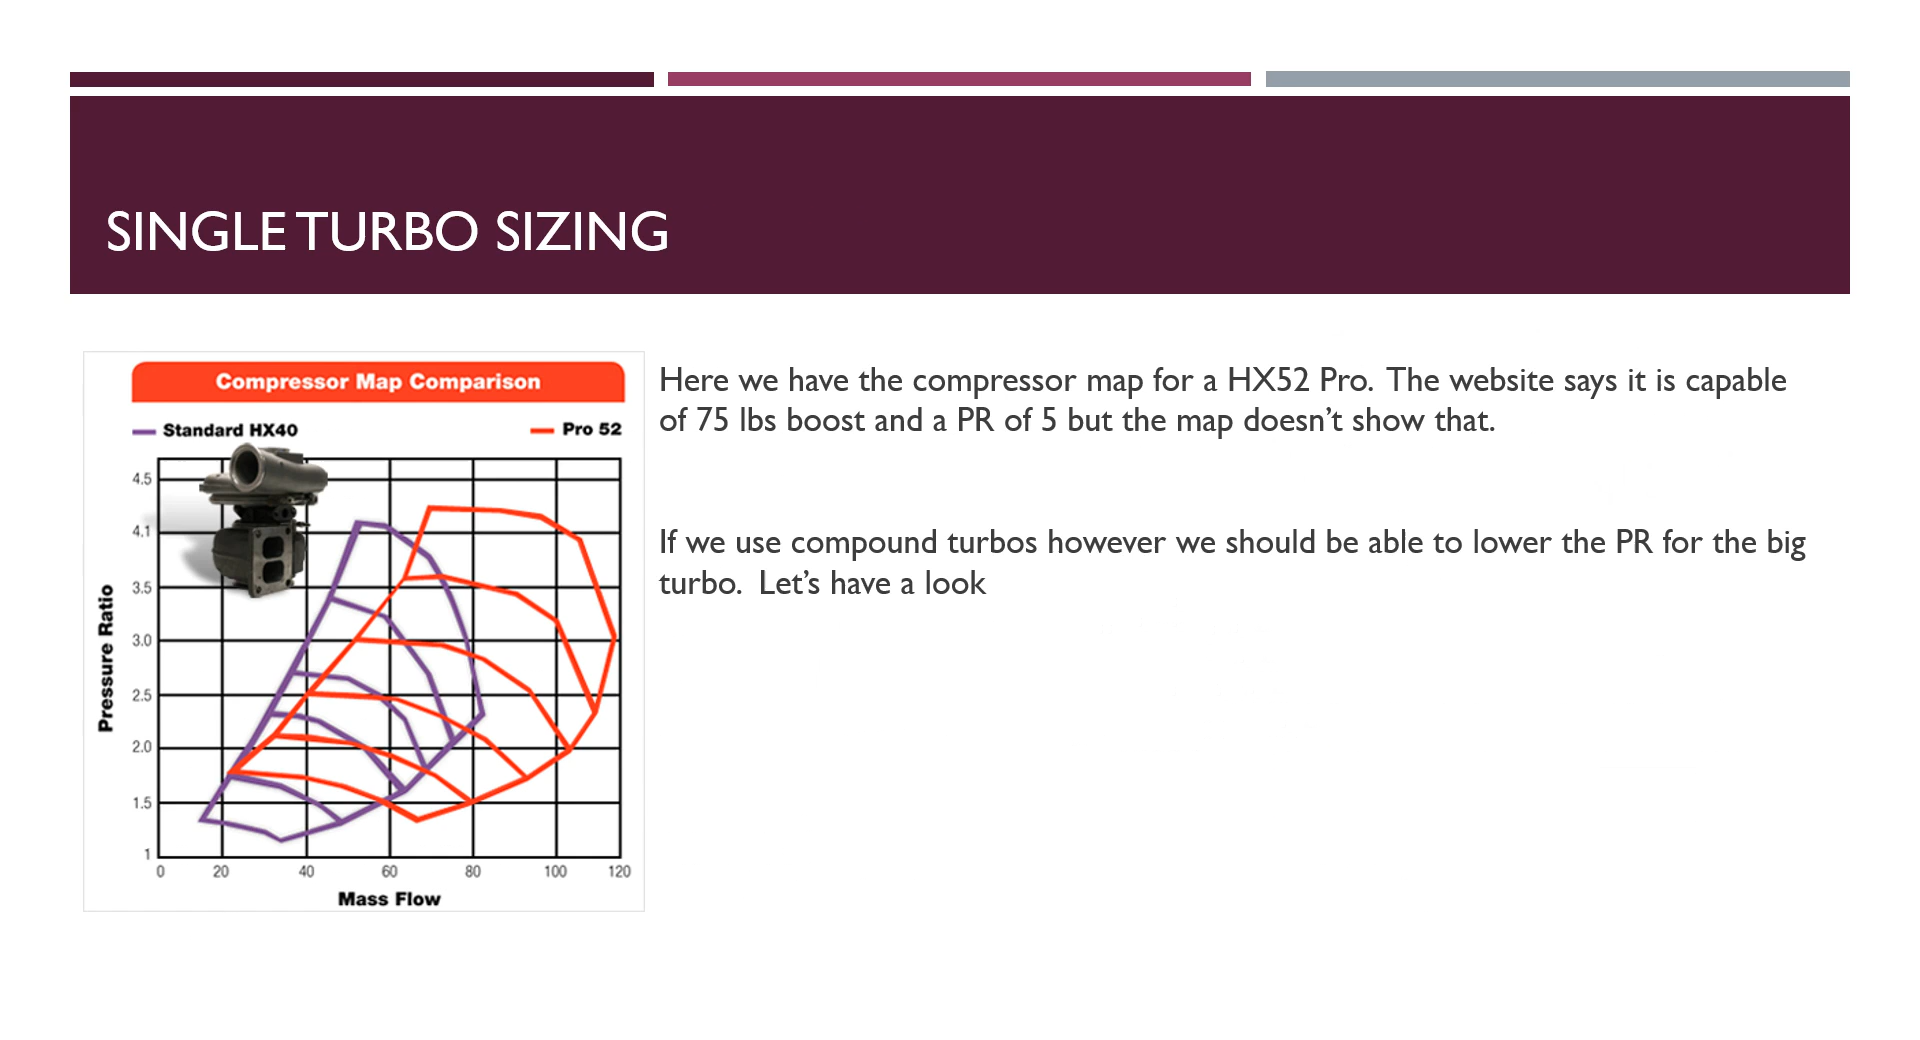 SINGLE TURBO SIZING
Compressor Map Comparison
Standard HX40
Pro 52
4.5
4.1
3.5
3.0
2.5
2.0
1.5
1
Pressure Ratio
0 20 40 60 80 100 120
Mass Flow
Here we have the compressor map for a HX52 Pro. The website says it is capable
of 75 lbs boost and a PR of 5 but the map doesn’t show that.
If we use compound turbos however we should be able to lower the PR for the big
turbo. Let’s have a look